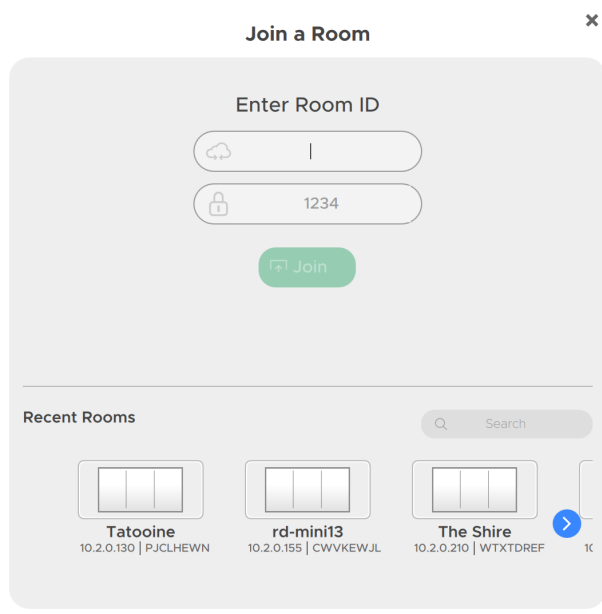 Join a Room
Enter Room ID
1234
Join
Recent Rooms
Search
Tatooine
10.2.0.130 | PJCLHEWN
rd-mini13
10.2.0.155 | CWVKEWJL
The Shire
10.2.0.210 | WTXTDREF
10